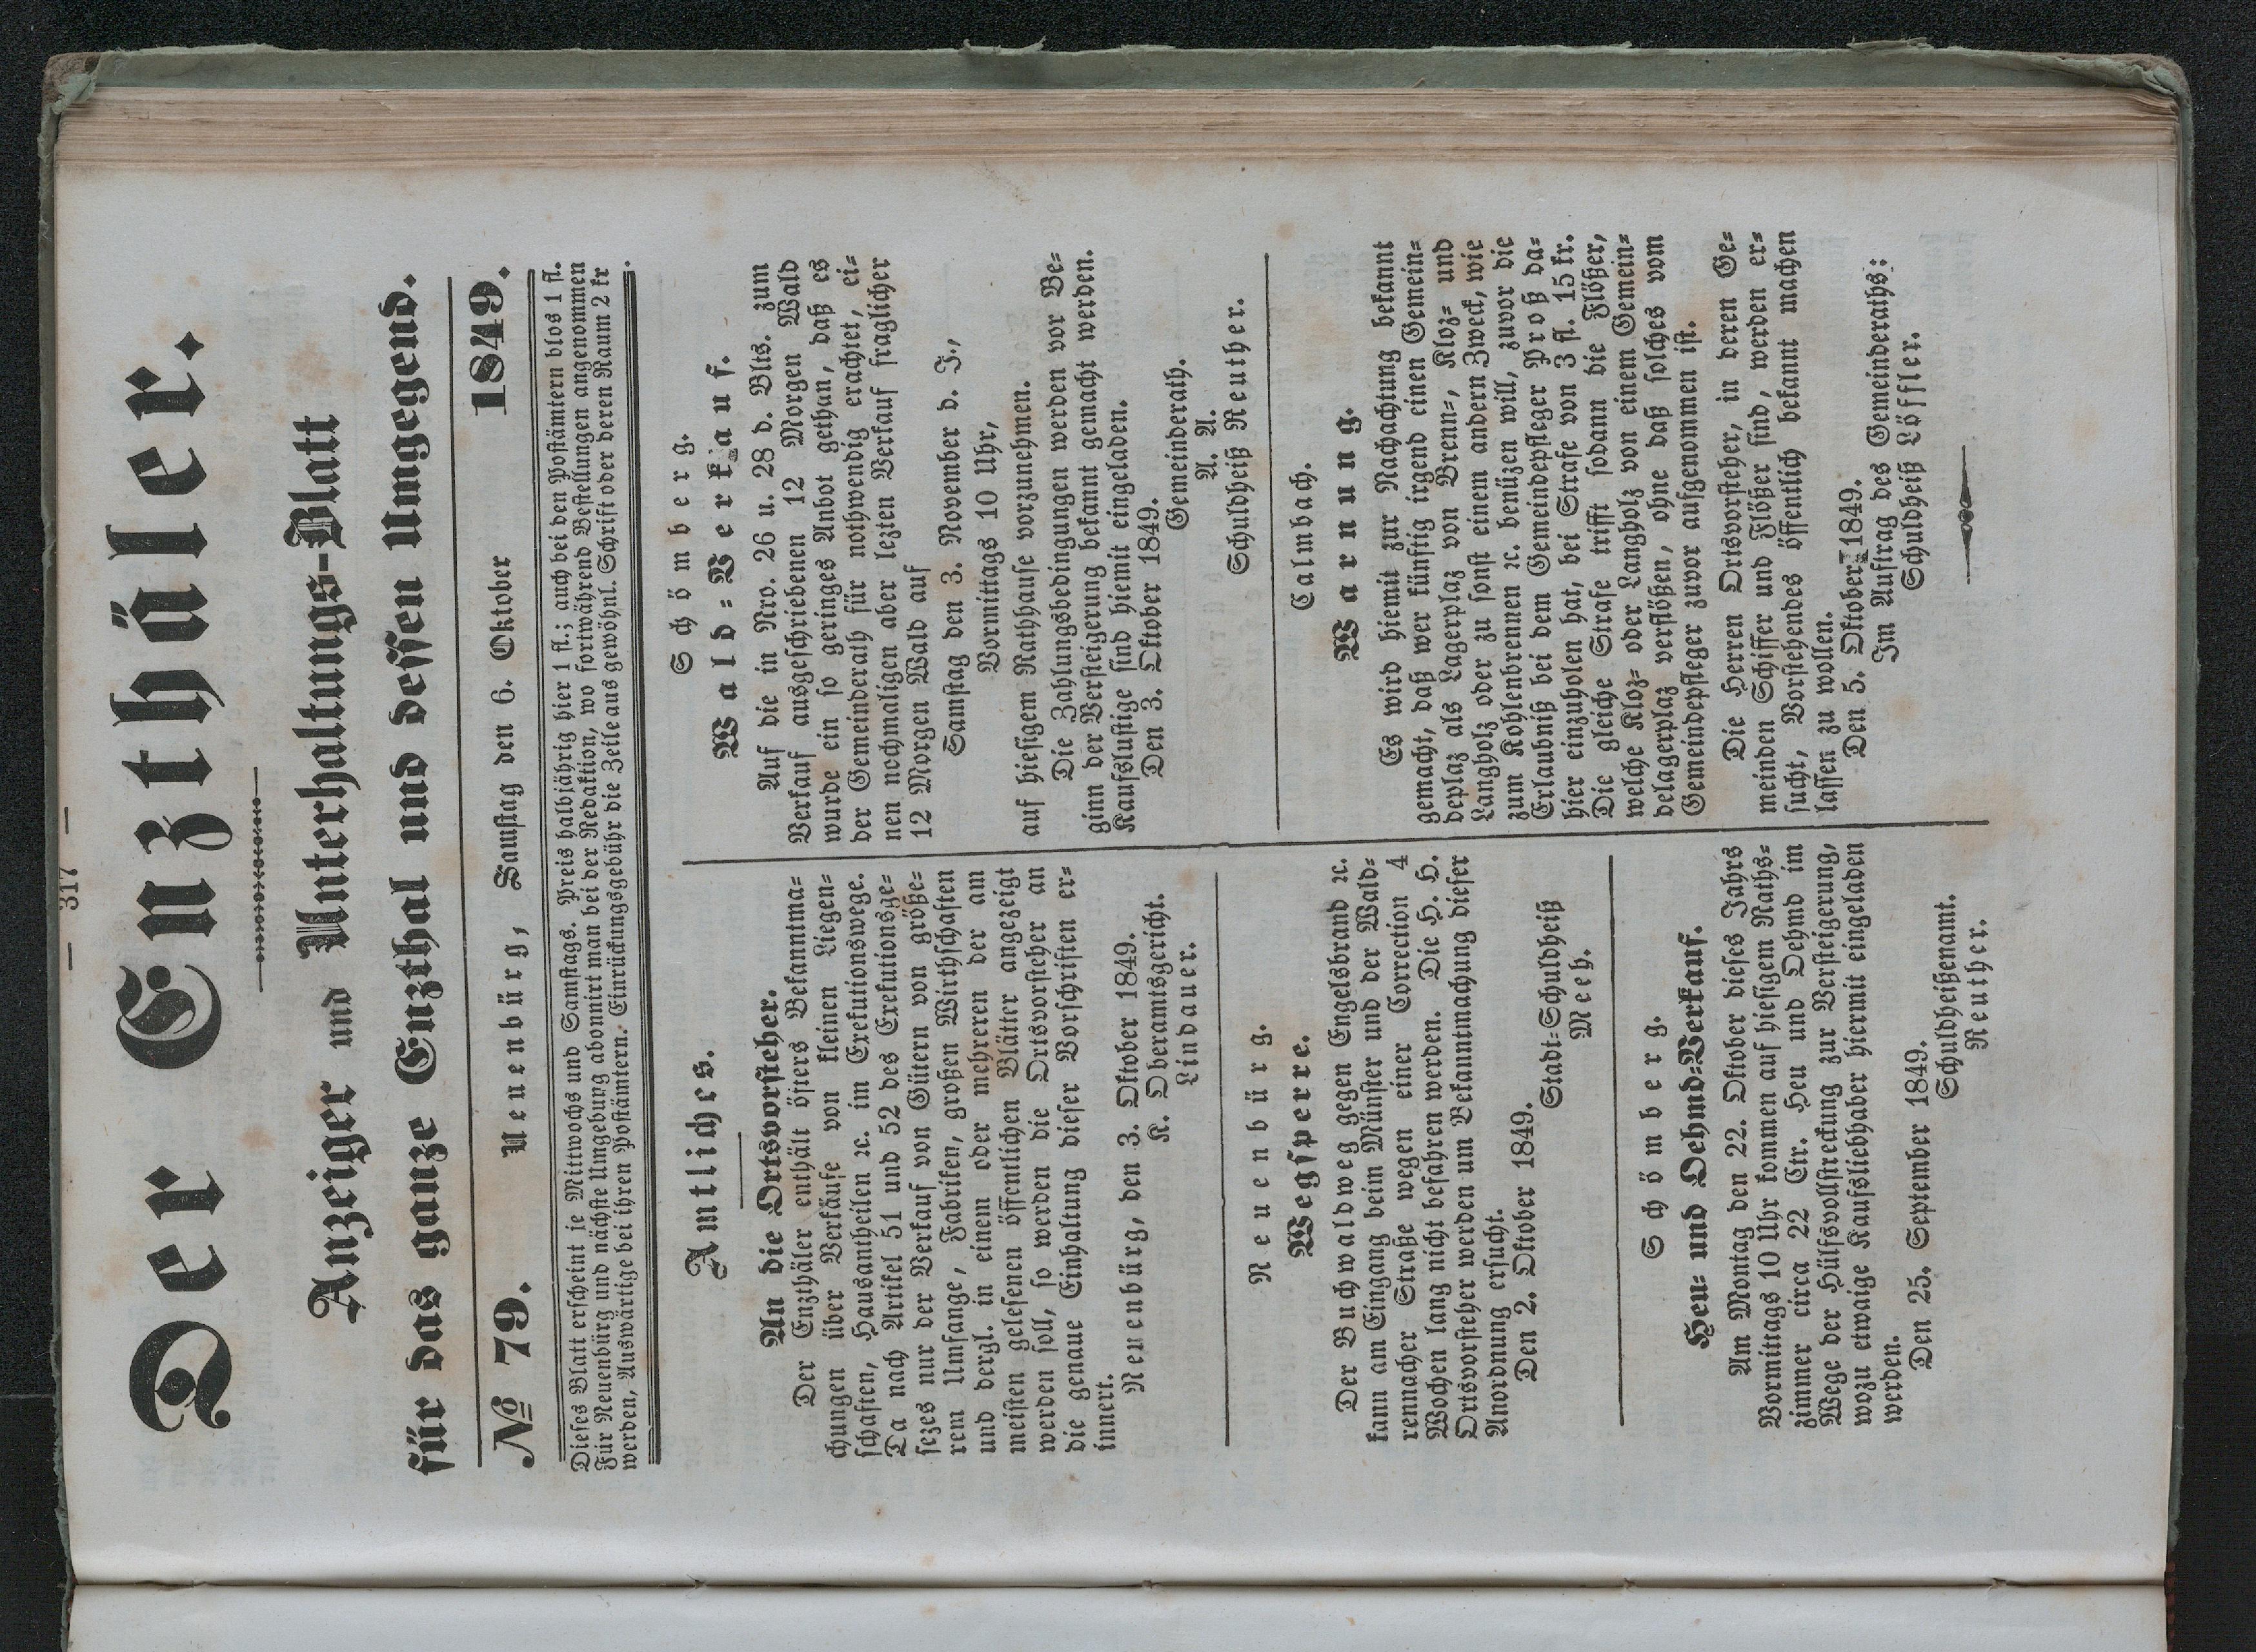 — 317 —
Der Enzthäler.
Anzeiger und Unterhaltungs-Blatt
für das ganze Enzthal und dessen Umgegend.
№ 79. Neuenbürg, Samstag den 6. Oktober 1849.
Dieses Blatt erscheint je Mittwochs und Samstags. Preis halbjährig hier 1 fl.; auch bei den Postämtern blos 1 fl.
Für Neuenbürg und nächste Umgebung abonnirt man bei der Redaktion, wo fortwährend Bestellungen angenommen
werden, Auswärtige bei ihren Postämtern. Einrückungsgebühr die Zeile aus gewöhnl. Schrift oder deren Raum 2 kr.
Amtliches.
An die Ortsvorsteher.
Der Enzthäler enthält öfters Bekanntma-
chungen über Verkäufe von kleinen Liegen-
schaften, Hausantheilen ꝛc. im Exekutionswege.
Da nach Artikel 51 und 52 des Exekutionsge-
sezes nur der Verkauf von Gütern von größe-
rem Umfange, Fabriken, großen Wirthschaften
und dergl. in einem oder mehreren der am
meisten gelesenen öffentlichen Blätter angezeigt
werden soll, so werden die Ortsvorsteher an
die genaue Einhaltung dieser Vorschriften er-
innert.
Neuenbürg, den 3. Oktober 1849.
K. Oberamtsgericht.
Lindauer.
Neuenbürg.
Wegsperre.
Der Buchwaldweg gegen Engelsbrand ꝛc.
kann am Eingang beim Münster und der Wald-
rennacher Straße wegen einer Correction 4
Wochen lang nicht befahren werden. Die H. H.
Ortsvorsteher werden um Bekanntmachung dieser
Anordnung ersucht.
Den 2. Oktober 1849.
Stadt-Schuldheiß
Meeh.
Schömberg.
Heu- und Oehmd-Verkauf.
Am Montag den 22. Oktober dieses Jahrs
Vormittags 10 Uhr kommen auf hiesigem Raths-
zimmer circa 22 Ctr. Heu und Oehmd im
Wege der Hülfsvollstreckung zur Versteigerung,
wozu etwaige Kaufsliebhaber hiermit eingeladen
werden.
Den 25. September 1849.
Schuldheißenamt.
Reuther.
Schömberg.
Wald-Verkauf.
Auf die in Nro. 26 u. 28 d. Blts. zum
Verkauf ausgeschriebenen 12 Morgen Wald
wurde ein so geringes Anbot gethan, daß es
der Gemeinderath für nothwendig erachtet, ei-
nen nochmaligen aber lezten Verkauf fraglicher
12 Morgen Wald auf
Samstag den 3. November d. J.,
Vormittags 10 Uhr,
auf hiesigem Rathhause vorzunehmen.
Die Zahlungsbedingungen werden vor Be-
ginn der Versteigerung bekannt gemacht werden.
Kaufslustige sind hiemit eingeladen.
Den 3. Oktober 1849.
Gemeinderath.
A. A.
Schuldheiß Reuther.
Calmbach.
Warnung.
Es wird hiemit zur Nachachtung bekannt
gemacht, daß wer künftig irgend einen Gemein-
deplaz als Lagerplaz von Brenn-, Kloz- und
Langholz oder zu sonst einem andern Zweck, wie
zum Kohlenbrennen ꝛc. benüzen will, zuvor die
Erlaubniß bei dem Gemeindepfleger Proß da-
hier einzuholen hat, bei Strafe von 3 fl. 15 kr.
Die gleiche Strafe trifft sodann die Flößer,
welche Kloz- oder Langholz von einem Gemein-
delagerplaz verflößen, ohne daß solches vom
Gemeindepfleger zuvor aufgenommen ist.
Die Herren Ortsvorsteher, in deren Ge-
meinden Schiffer und Flößer sind, werden er-
sucht, Vorstehendes öffentlich bekannt machen
lassen zu wollen.
Den 5. Oktober 1849.
Im Auftrag des Gemeinderaths:
Schuldheiß Löffler.